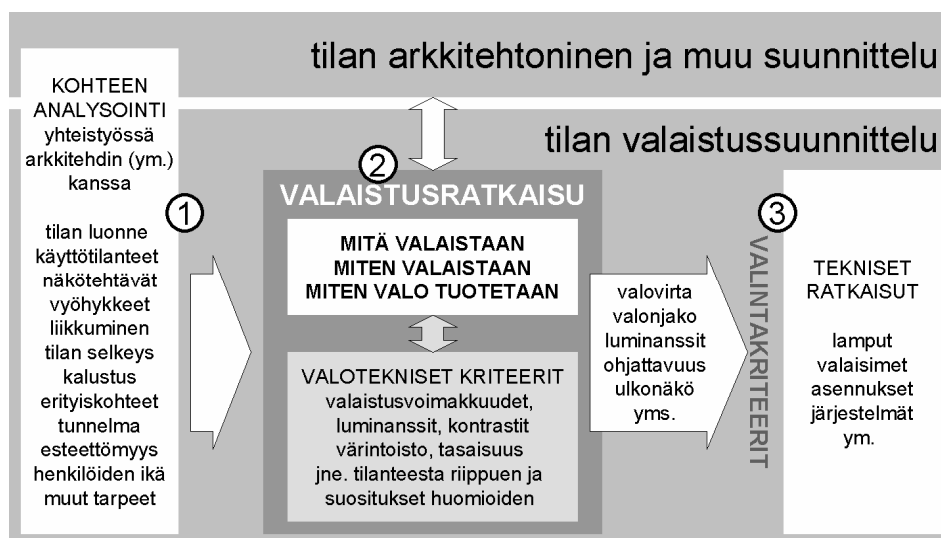 tilan arkkitehtoninen ja muu suunnittelu
tilan valaistussuunnittelu
KOHTEEN
ANALYSOINTI
yhteistyössä
arkkitehdin (ym.)
kanssa
tilan luonne
käyttötilanteet
näkötehtävät
vyöhykkeet
liikkuminen
tilan selkeys
kalustus
erityiskohteet
tunnelma
esteettömyys
henkilöiden ikä
muut tarpeet
1
2
VALAISTUSRATKAISU
MITÄ VALAISTAAN
MITEN VALAISTAAN
MITEN VALO TUOTETAAN
VALOTEKNISET KRITEERIT
valaistusvoimakkuudet,
luminanssit, kontrastit
värintoisto, tasaisuus
jne. tilanteesta riippuen ja
suositukset huomioiden
valovirta
valonjako
luminanssit
ohjattavuus
ulkonäkö
yms.
VALINTAKRITEERIT
3
TEKNISET
RATKAISUT
lamput
valaisimet
asennukset
järjestelmät
ym.